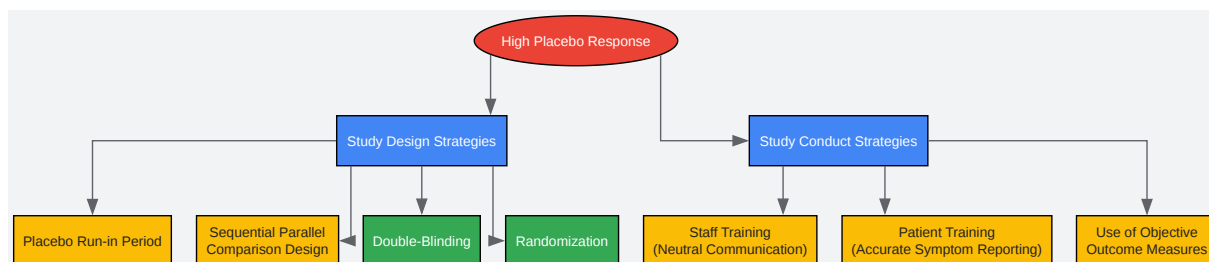 High Placebo Response
Study Design Strategies
Study Conduct Strategies
Placebo Run-in Period
Sequential Parallel
Comparison Design
Double-Blinding
Randomization
Staff Training
(Neutral Communication)
Patient Training
(Accurate Symptom Reporting)
Use of Objective
Outcome Measures